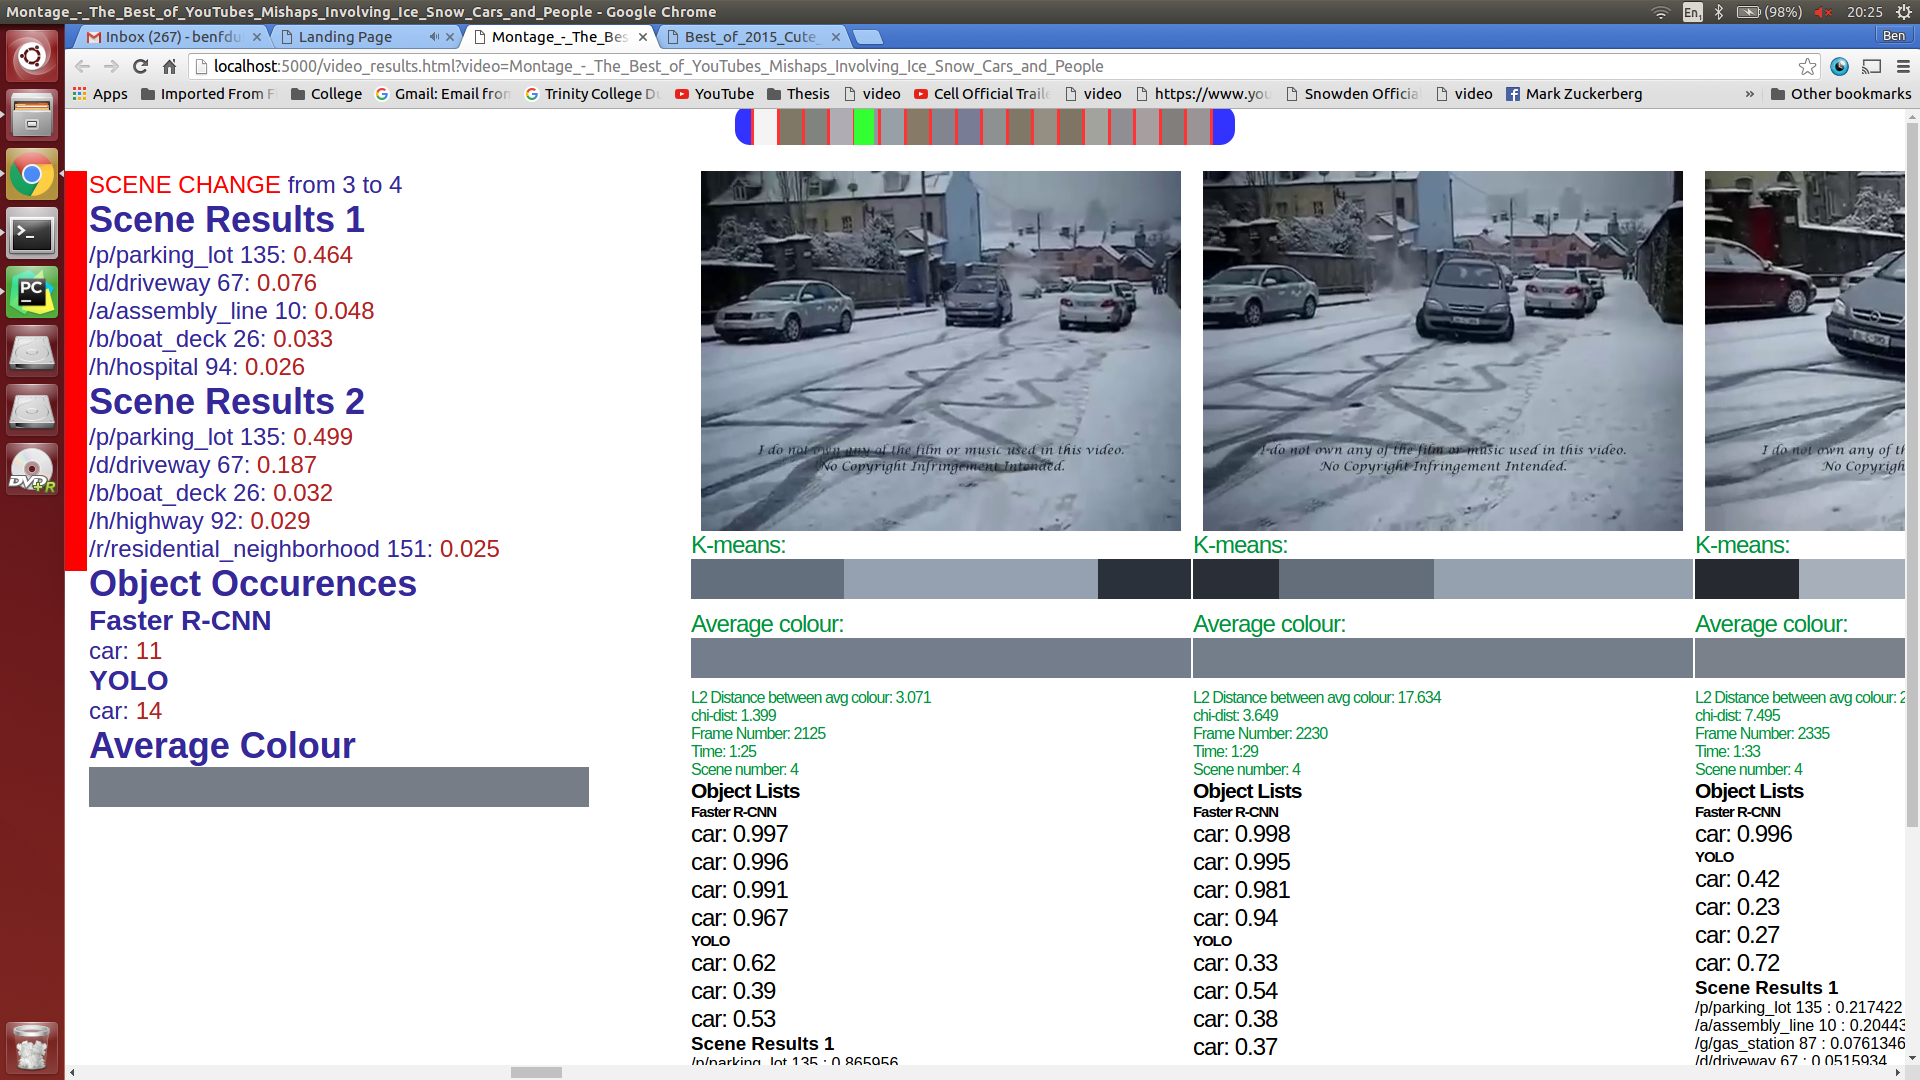 Montage_-_The_Best_of_YouTubes_Mishaps_Involving_Ice_Snow_Cars_and_People - Google Chrome
En1 (98%) 20:25
Inbox (267) - benfdu
Landing Page
Montage_-_The_Bes
Best_of_2015_Cute_
Ben
localhost:5000/video_results.html?video=Montage_-_The_Best_of_YouTubes_Mishaps_Involving_Ice_Snow_Cars_and_People
Apps Imported From F College Gmail: Email from Trinity College Du YouTube Thesis video Cell Official Traile video https://www.you Snowden Official video Mark Zuckerberg » Other bookmarks
SCENE CHANGE from 3 to 4
Scene Results 1
/p/parking_lot 135: 0.464
/d/driveway 67: 0.076
/a/assembly_line 10: 0.048
/b/boat_deck 26: 0.033
/h/hospital 94: 0.026
Scene Results 2
/p/parking_lot 135: 0.499
/d/driveway 67: 0.187
/b/boat_deck 26: 0.032
/h/highway 92: 0.029
/r/residential_neighborhood 151: 0.025
Object Occurences
Faster R-CNN
car: 11
YOLO
car: 14
Average Colour
I do not own any of the film or music used in this video.
No Copyright Infringement Intended.
K-means:
Average colour:
L2 Distance between avg colour: 3.071
chi-dist: 1.399
Frame Number: 2125
Time: 1:25
Scene number: 4
Object Lists
Faster R-CNN
car: 0.997
car: 0.996
car: 0.991
car: 0.967
YOLO
car: 0.62
car: 0.39
car: 0.53
Scene Results 1
/p/parking_lot 135 : 0.865956
I do not own any of the film or music used in this video.
No Copyright Infringement Intended.
K-means:
Average colour:
L2 Distance between avg colour: 17.634
chi-dist: 3.649
Frame Number: 2230
Time: 1:29
Scene number: 4
Object Lists
Faster R-CNN
car: 0.998
car: 0.995
car: 0.981
car: 0.94
YOLO
car: 0.33
car: 0.54
car: 0.38
car: 0.37
I do not own any of th
No Copyrigh
K-means:
Average colour:
L2 Distance between avg colour: 2
chi-dist: 7.495
Frame Number: 2335
Time: 1:33
Scene number: 4
Object Lists
Faster R-CNN
car: 0.996
YOLO
car: 0.42
car: 0.23
car: 0.27
car: 0.72
Scene Results 1
/p/parking_lot 135 : 0.217422
/a/assembly_line 10 : 0.20443
/g/gas_station 87 : 0.0761346
/d/driveway 67 : 0.0515934
PC
DVD+R